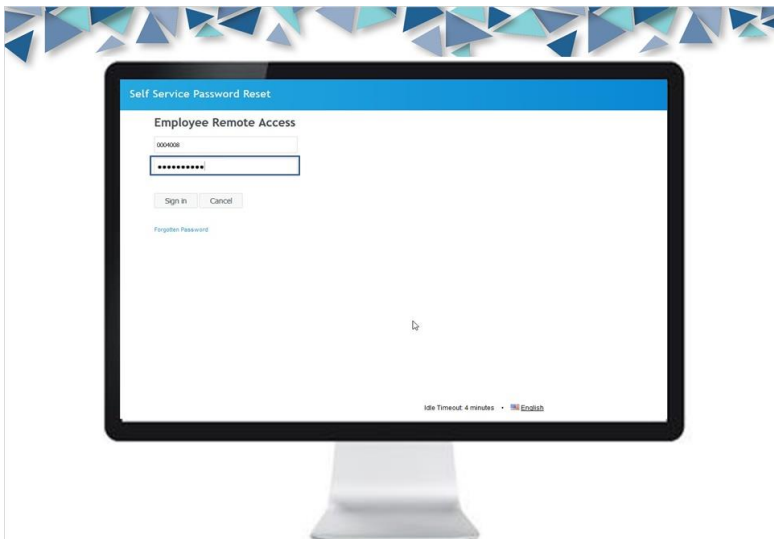 Self Service Password Reset
Employee Remote Access
0004008
••••••••••
Sign in Cancel
Forgotten Password
Idle Timeout: 4 minutes • English